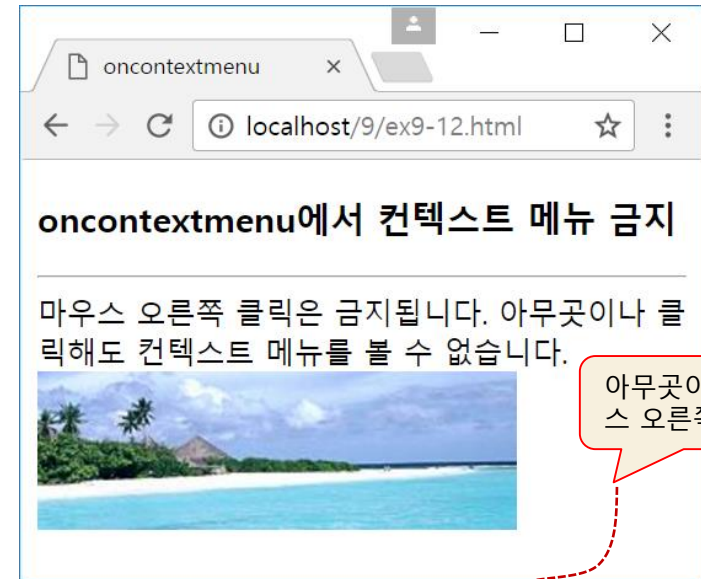 oncontextmenu
localhost/9/ex9-12.html
oncontextmenu에서 컨텍스트 메뉴 금지
마우스 오른쪽 클릭은 금지됩니다. 아무곳이나 클
릭해도 컨텍스트 메뉴를 볼 수 없습니다.
아무곳이
스 오른쪽